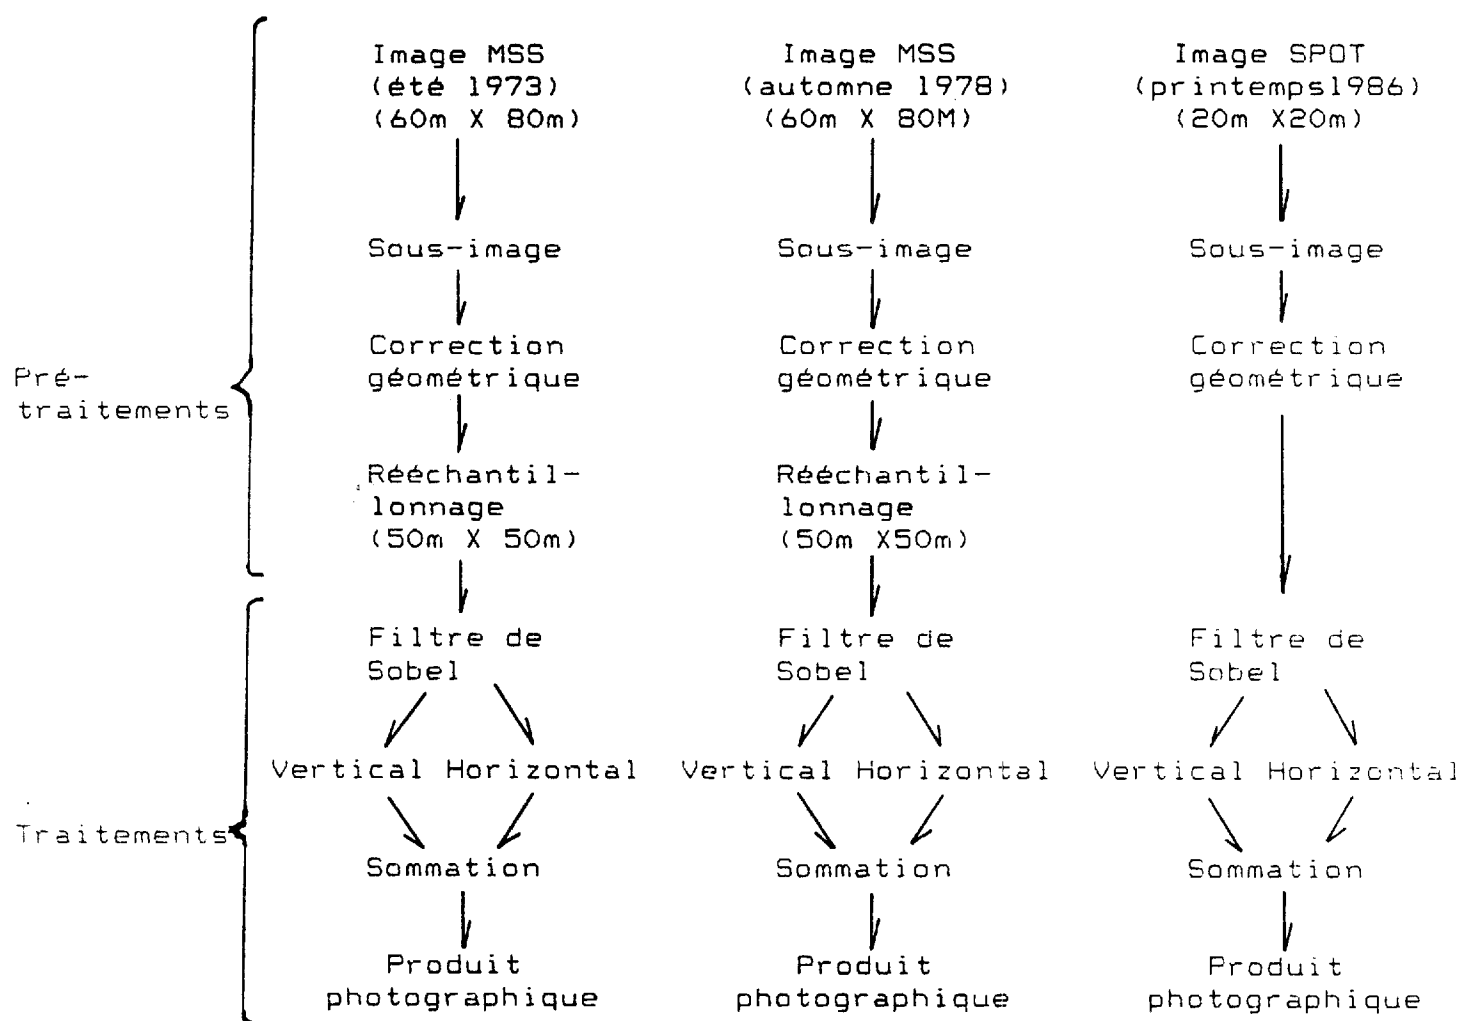 Image MSS
(été 1973)
(60m X 80m)
Image MSS
(automne 1978)
(60m X 80M)
Image SPOT
(printemps1986)
(20m X20m)
Sous-image
Sous-image
Sous-image
Pré-
traitements
Correction
géométrique
Correction
géométrique
Correction
géométrique
Rééchantil-
lonnage
(50m X 50m)
Rééchantil-
lonnage
(50m X50m)
Traitements
Filtre de
Sobel
Filtre de
Sobel
Filtre de
Sobel
Vertical Horizontal
Vertical Horizontal
Vertical Horizontal
Sommation
Sommation
Sommation
Produit
photographique
Produit
photographique
Produit
photographique